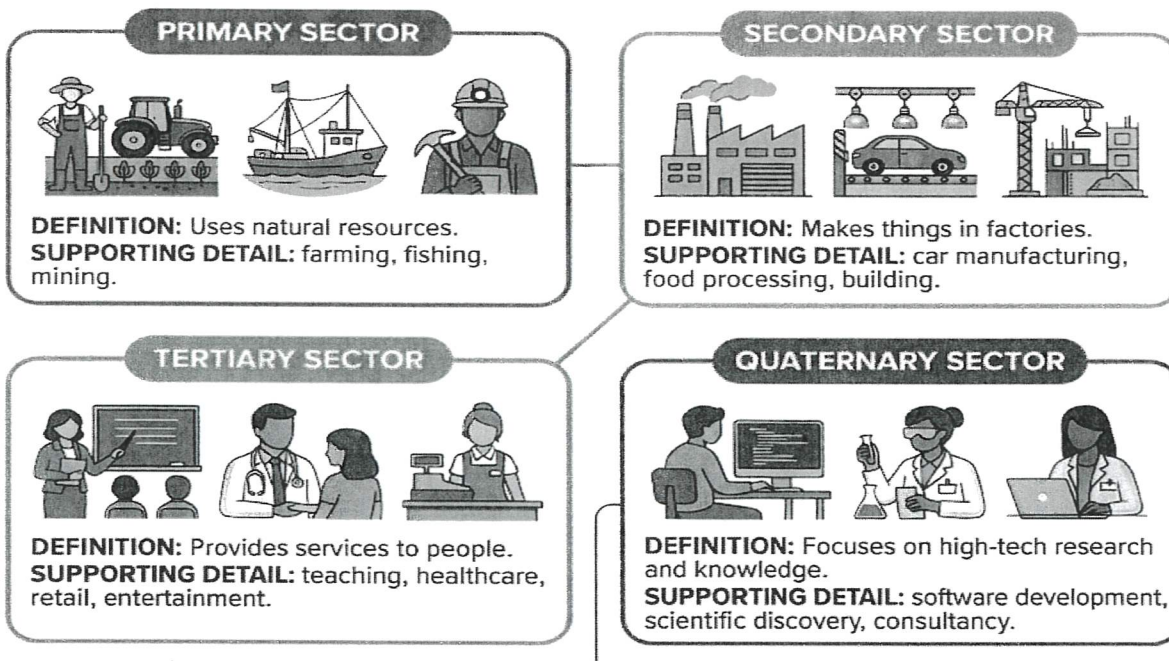 PRIMARY SECTOR
DEFINITION: Uses natural resources.
SUPPORTING DETAIL: farming, fishing,
mining.
SECONDARY SECTOR
DEFINITION: Makes things in factories.
SUPPORTING DETAIL: car manufacturing,
food processing, building.
TERTIARY SECTOR
DEFINITION: Provides services to people.
SUPPORTING DETAIL: teaching, healthcare,
retail, entertainment.
QUATERNARY SECTOR
DEFINITION: Focuses on high-tech research
and knowledge.
SUPPORTING DETAIL: software development,
scientific discovery, consultancy.